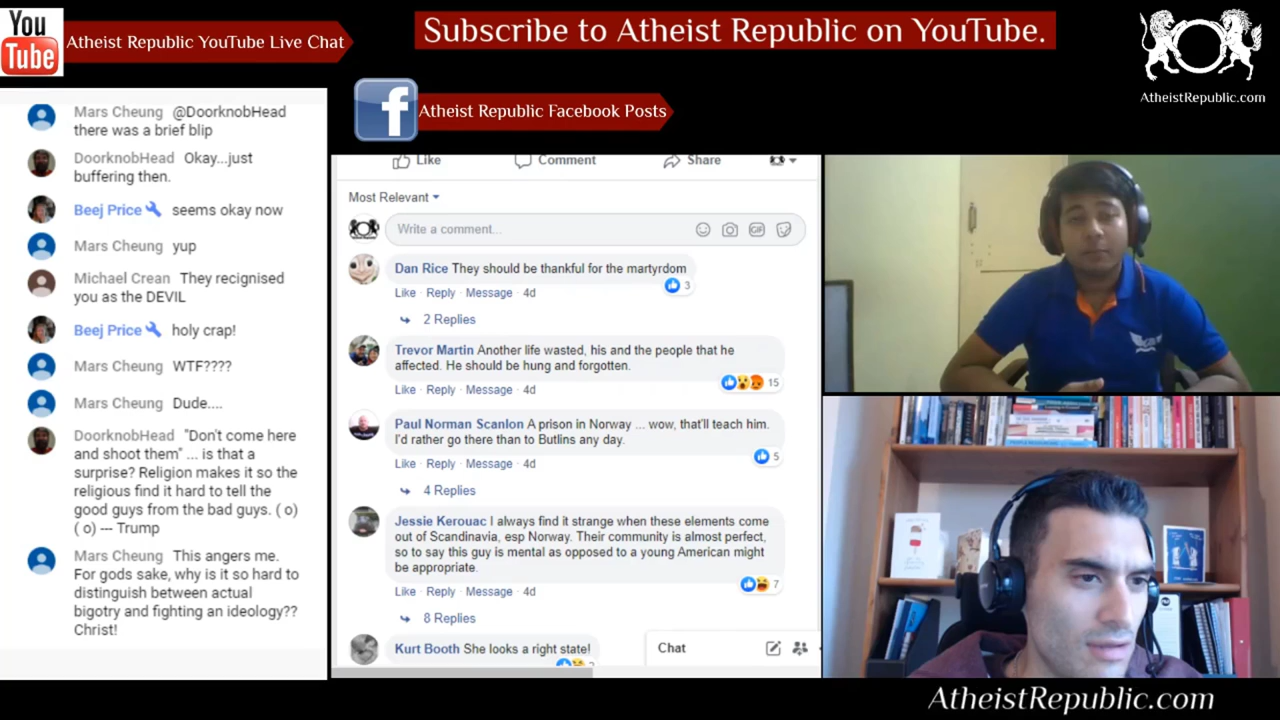 You
Tube
Atheist Republic YouTube Live Chat
Subscribe to Atheist Republic on YouTube.
AtheistRepublic.com
f
Atheist Republic Facebook Posts
Mars Cheung @DoorknobHead
there was a brief blip
DoorknobHead Okay...just
buffering then.
Beej Price seems okay now
Mars Cheung yup
Michael Crean They recignised
you as the DEVIL
Beej Price holy crap!
Mars Cheung WTF????
Mars Cheung Dude....
DoorknobHead "Don't come here
and shoot them" ... is that a
surprise? Religion makes it so the
religious find it hard to tell the
good guys from the bad guys. ( o)
( o) --- Trump
Mars Cheung This angers me.
For gods sake, why is it so hard to
distinguish between actual
bigotry and fighting an ideology??
Christ!
Like Comment Share
Most Relevant
Write a comment...
GIF
Dan Rice They should be thankful for the martyrdom
3
Like · Reply · Message · 4d
2 Replies
Trevor Martin Another life wasted, his and the people that he
affected. He should be hung and forgotten.
15
Like · Reply · Message · 4d
Paul Norman Scanlon A prison in Norway ... wow, that'll teach him.
I'd rather go there than to Butlins any day.
5
Like · Reply · Message · 4d
4 Replies
Jessie Kerouac I always find it strange when these elements come
out of Scandinavia, esp Norway. Their community is almost perfect,
so to say this guy is mental as opposed to a young American might
be appropriate.
7
Like · Reply · Message · 4d
8 Replies
Kurt Booth She looks a right state!
Chat
AtheistRepublic.com